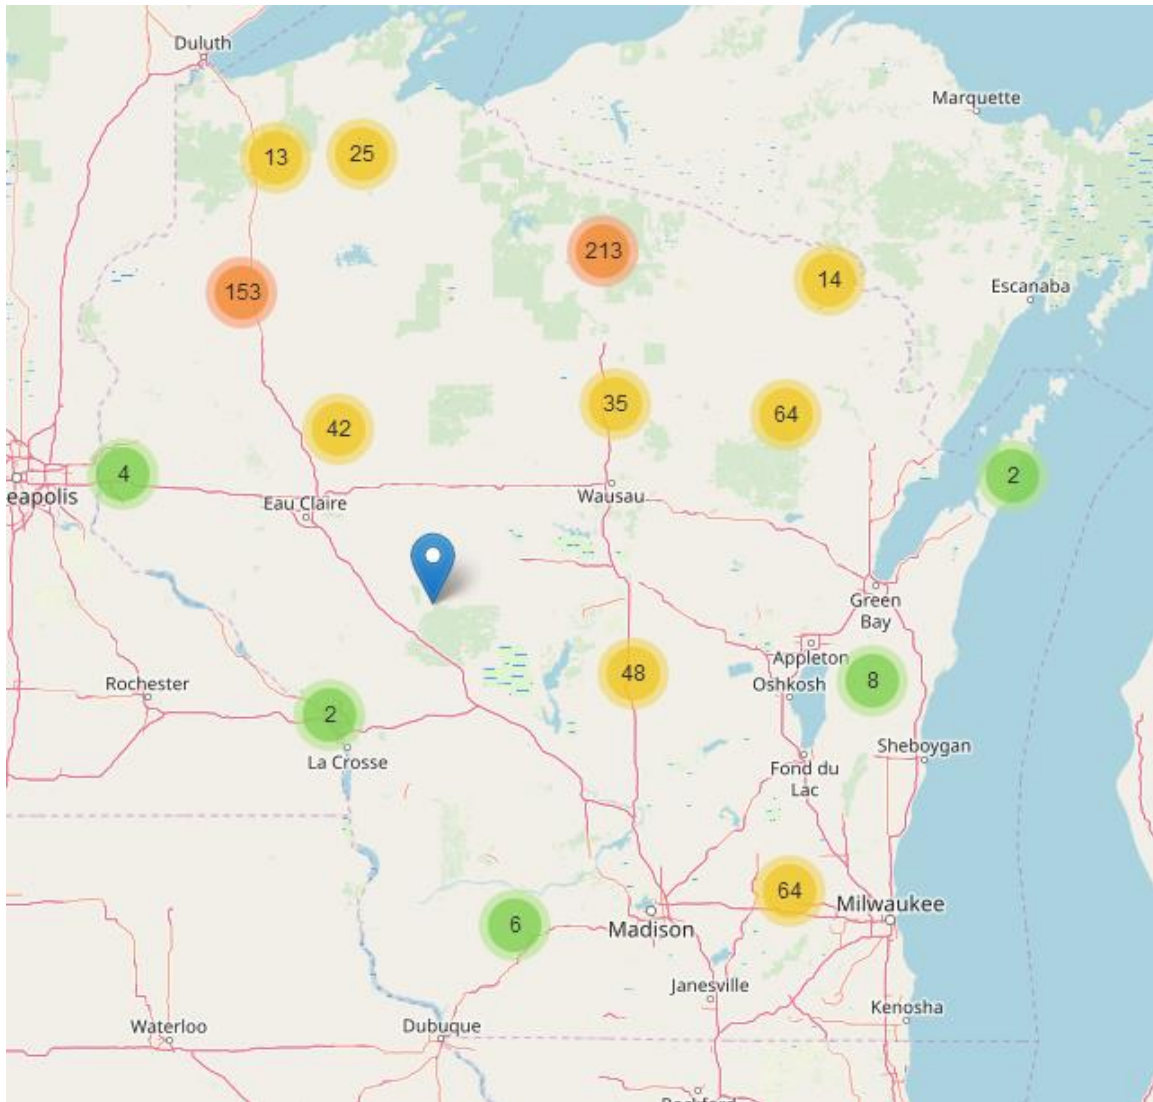 Duluth
Marquette
13
25
213
14
Escanaba
153
35
64
42
4
2
eapolis
Wausau
Eau Claire
Green
Bay
Appleton
48
8
Rochester
Oshkosh
2
Sheboygan
La Crosse
Fond du
Lac
64
Milwaukee
6
Madison
Janesville
Kenosha
Waterloo
Dubuque